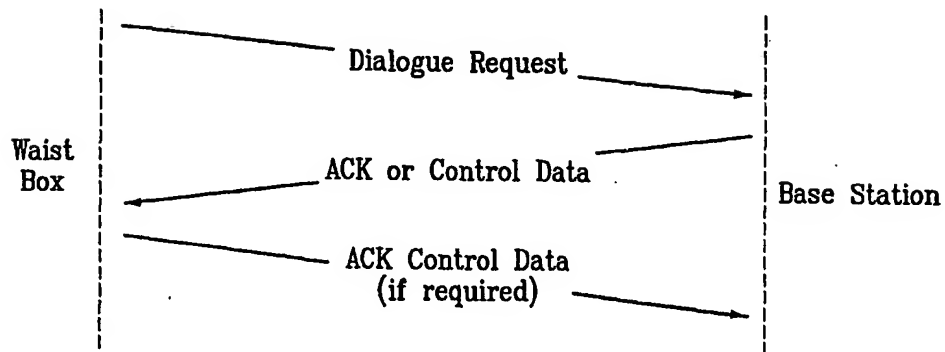 Dialogue Request
Waist
Box
ACK or Control Data
Base Station
ACK Control Data
(if required)